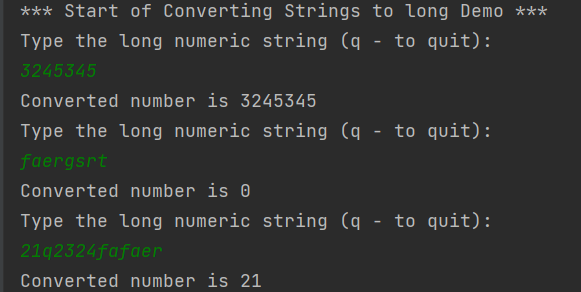 *** Start of Converting Strings to long Demo ***
Type the long numeric string (q - to quit):
3245345
Converted number is 3245345
Type the long numeric string (q - to quit):
faergsrt
Converted number is 0
Type the long numeric string (q - to quit):
21q2324fafaer
Converted number is 21